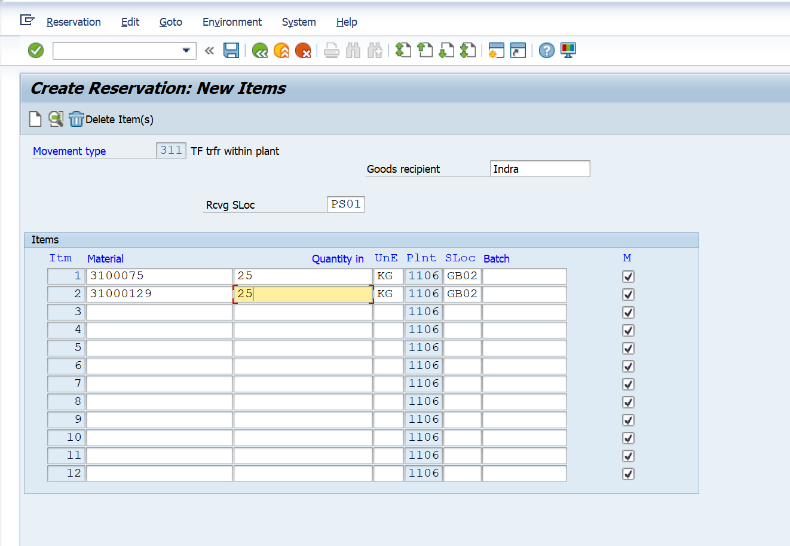 Reservation Edit Goto Environment System Help
Create Reservation: New Items
Delete Item(s)
Movement type 311 TF trfr within plant
Goods recipient Indra
Rcvg SLoc PS01
Items
Itm Material Quantity in UnE Plnt SLoc Batch M
1 3100075 25 KG 1106 GB02
2 31000129 25 KG 1106 GB02
3 1106
4 1106
5 1106
6 1106
7 1106
8 1106
9 1106
10 1106
11 1106
12 1106